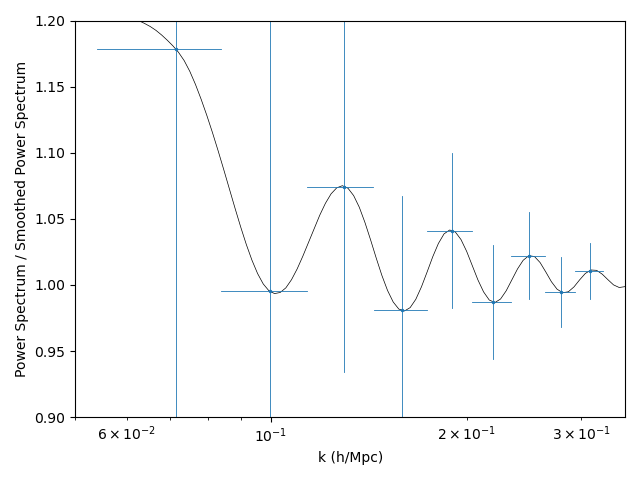 1.20
1.15
1.10
1.05
1.00
0.95
0.90
Power Spectrum / Smoothed Power Spectrum
6 × 10⁻²
10⁻¹
2 × 10⁻¹
3 × 10⁻¹
k (h/Mpc)